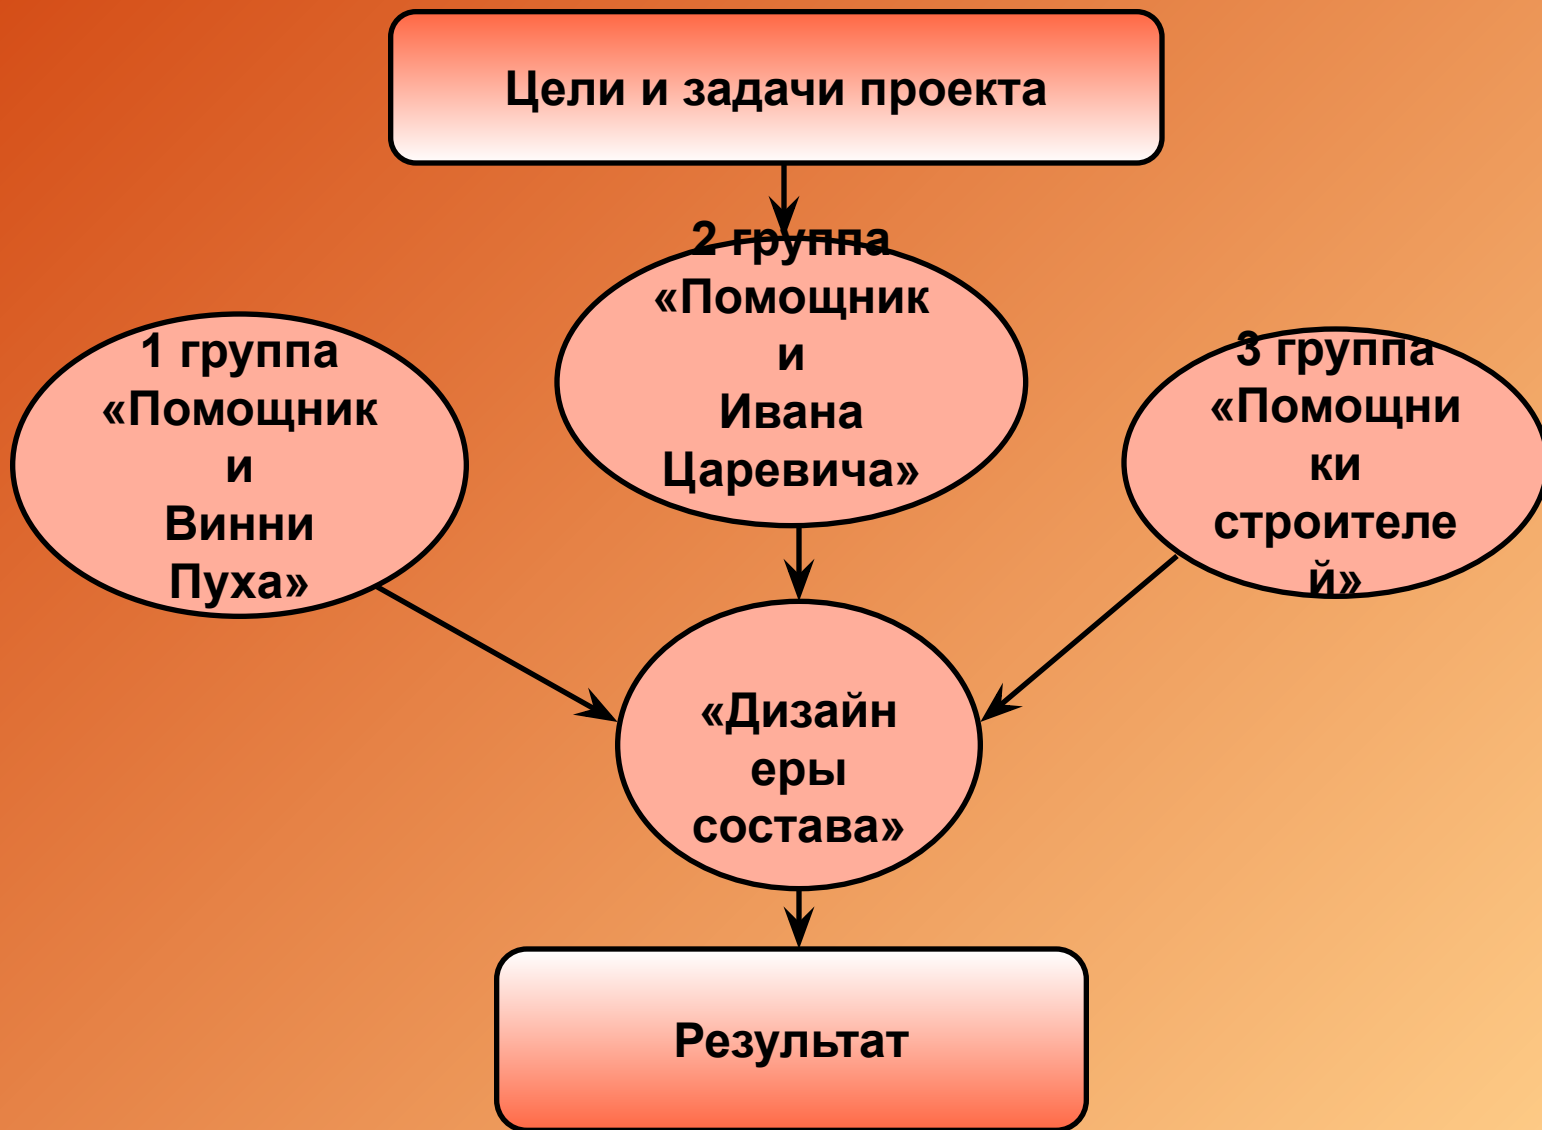 Цели и задачи проекта
1 группа
«Помощник
и
Винни
Пуха»
2 группа
«Помощник
и
Ивана
Царевича»
3 группа
«Помощни
ки
строителе
й»
«Дизайн
еры
состава»
Результат